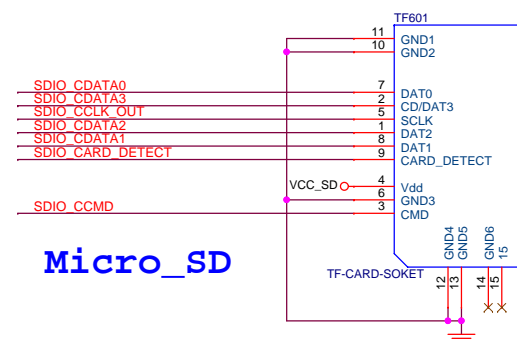 TF601
11 GND1
10 GND2
SDIO_CDATA0 7 DAT0
SDIO_CDATA3 2 CD/DAT3
SDIO_CCLK_OUT 5 SCLK
SDIO_CDATA2 1 DAT2
SDIO_CDATA1 8 DAT1
SDIO_CARD_DETECT 9 CARD_DETECT
VCC_SD 4 Vdd
6 GND3
SDIO_CCMD 3 CMD
Micro_SD
GND4
GND5
GND6
15
TF-CARD-SOKET
12
13
14
15